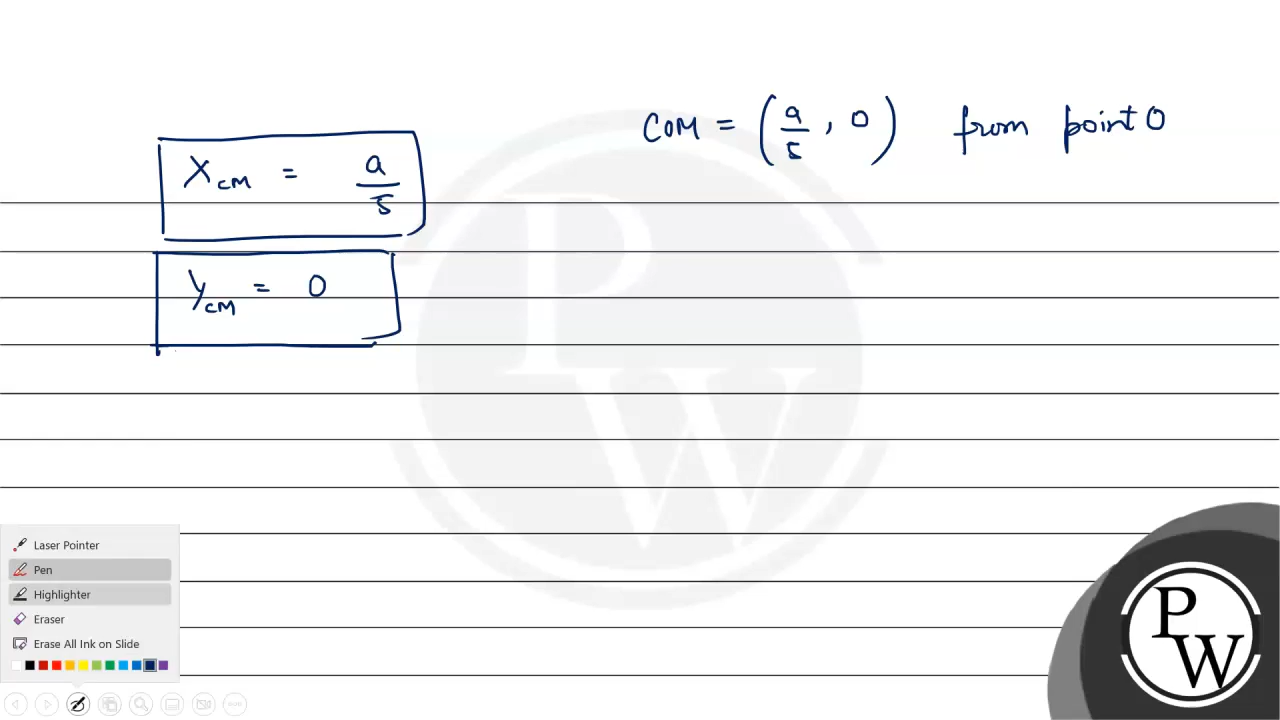 COM = (a/5, 0) from point O
Xcm = a/5
Ycm = 0
Laser Pointer
Pen
Highlighter
Eraser
Erase All Ink on Slide
PW
PW